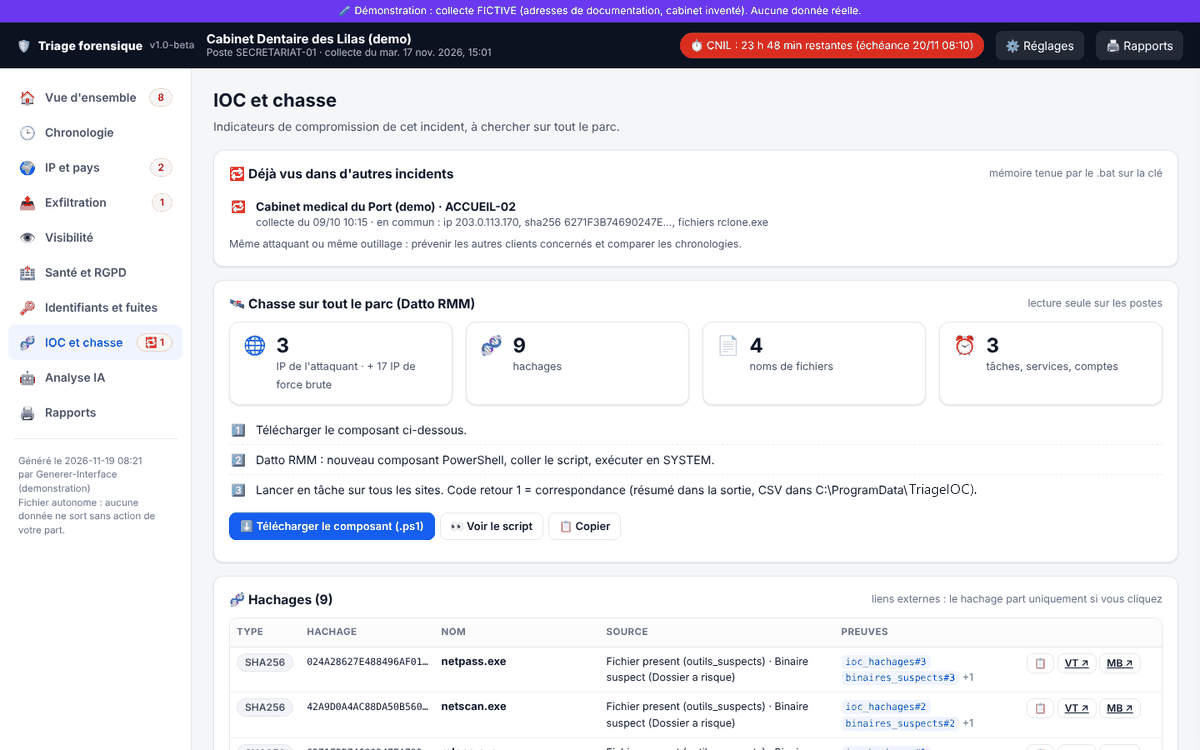 Démonstration : collecte FICTIVE (adresses de documentation, cabinet inventé). Aucune donnée réelle.
Triage forensique v1.0-beta
Cabinet Dentaire des Lilas (demo)
Poste SECRETARIAT-01 · collecte du mar. 17 nov. 2026, 15:01
CNIL : 23 h 48 min restantes (échéance 20/11 08:10)
Réglages
Rapports
Vue d'ensemble 8
Chronologie
IP et pays 2
Exfiltration 1
Visibilité
Santé et RGPD
Identifiants et fuites
IOC et chasse 1
Analyse IA
Rapports
Généré le 2026-11-19 08:21
par Generer-Interface
(demonstration)
Fichier autonome : aucune
donnée ne sort sans action de
votre part.
IOC et chasse
Indicateurs de compromission de cet incident, à chercher sur tout le parc.
Déjà vus dans d'autres incidents
mémoire tenue par le .bat sur la clé
Cabinet medical du Port (demo) · ACCUEIL-02
collecte du 09/10 10:15 · en commun : ip 203.0.113.170, sha256 6271F3B74690247E…, fichiers rclone.exe
Même attaquant ou même outillage : prévenir les autres clients concernés et comparer les chronologies.
Chasse sur tout le parc (Datto RMM)
lecture seule sur les postes
3
IP de l'attaquant · + 17 IP de
force brute
9
hachages
4
noms de fichiers
3
tâches, services, comptes
1 Télécharger le composant ci-dessous.
2 Datto RMM : nouveau composant PowerShell, coller le script, exécuter en SYSTEM.
3 Lancer en tâche sur tous les sites. Code retour 1 = correspondance (résumé dans la sortie, CSV dans C:\ProgramData\TriageIOC).
Télécharger le composant (.ps1)
Voir le script
Copier
Hachages (9)
liens externes : le hachage part uniquement si vous cliquez
TYPE HACHAGE NOM SOURCE PREUVES
SHA256 024A28627E488496AF01… netpass.exe Fichier present (outils_suspects) · Binaire ioc_hachages#3 VT ↗ MB ↗
suspect (Dossier a risque) binaires_suspects#3 +1
SHA256 42A9D0A4AC88DA50B560… netscan.exe Fichier present (outils_suspects) · Binaire ioc_hachages#2 VT ↗ MB ↗
suspect (Dossier a risque) binaires_suspects#2 +1